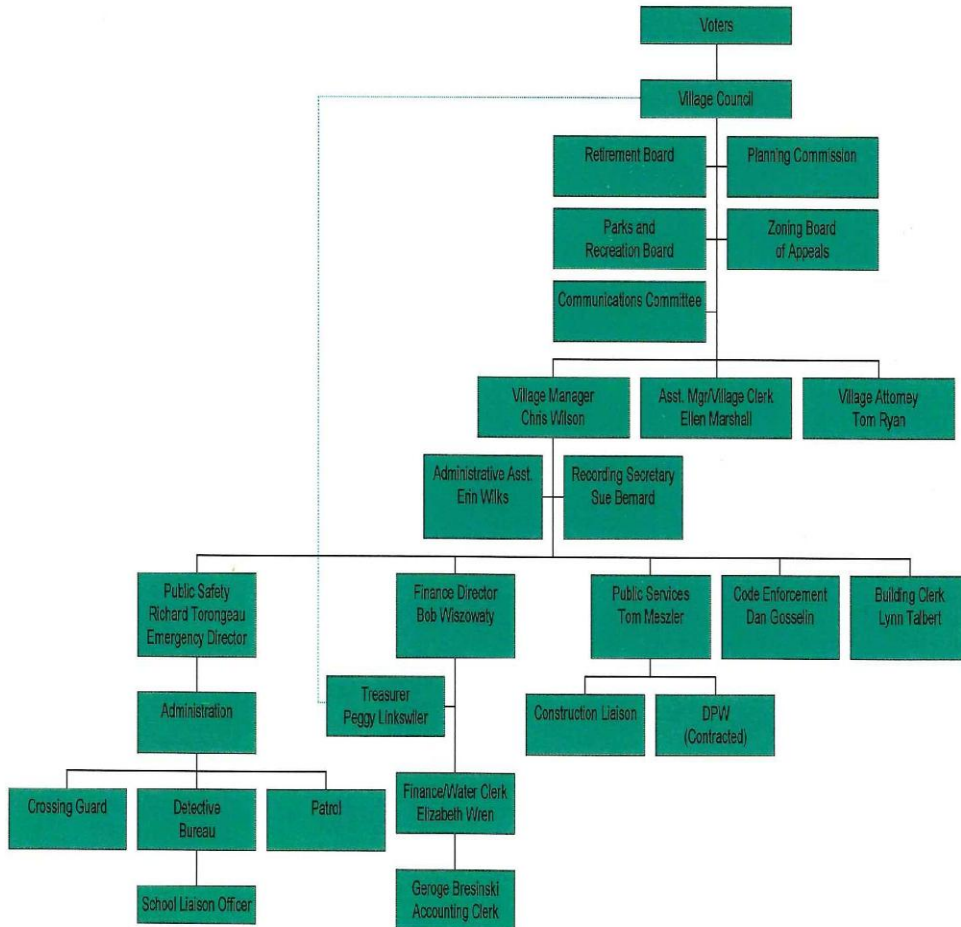 Voters
Village Council
Retirement Board
Planning Commission
Parks and
Recreation Board
Zoning Board
of Appeals
Communications Committee
Village Manager
Chris Wilson
Asst. Mgr/Village Clerk
Ellen Marshall
Village Attorney
Tom Ryan
Administrative Asst.
Erin Wilks
Recording Secretary
Sue Bernard
Public Safety
Richard Torongeau
Emergency Director
Finance Director
Bob Wiszowaty
Public Services
Tom Meszler
Code Enforcement
Dan Gosselin
Building Clerk
Lynn Talbert
Treasurer
Peggy Linkswiler
Administration
Construction Liaison
DPW
(Contracted)
Crossing Guard
Detective
Bureau
Patrol
Finance/Water Clerk
Elizabeth Wren
School Liaison Officer
Geroge Bresinski
Accounting Clerk